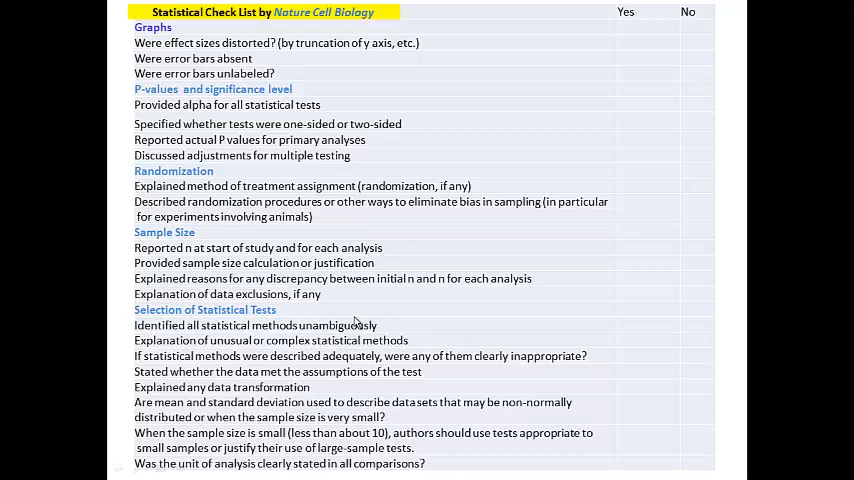 Statistical Check List by Nature Cell Biology Yes No
Graphs
Were effect sizes distorted? (by truncation of y axis, etc.)
Were error bars absent
Were error bars unlabeled?
P-values and significance level
Provided alpha for all statistical tests
Specified whether tests were one-sided or two-sided
Reported actual P values for primary analyses
Discussed adjustments for multiple testing
Randomization
Explained method of treatment assignment (randomization, if any)
Described randomization procedures or other ways to eliminate bias in sampling (in particular
for experiments involving animals)
Sample Size
Reported n at start of study and for each analysis
Provided sample size calculation or justification
Explained reasons for any discrepancy between initial n and n for each analysis
Explanation of data exclusions, if any
Selection of Statistical Tests
Identified all statistical methods unambiguously
Explanation of unusual or complex statistical methods
If statistical methods were described adequately, were any of them clearly inappropriate?
Stated whether the data met the assumptions of the test
Explained any data transformation
Are mean and standard deviation used to describe data sets that may be non-normally
distributed or when the sample size is very small?
When the sample size is small (less than about 10), authors should use tests appropriate to
small samples or justify their use of large-sample tests.
Was the unit of analysis clearly stated in all comparisons?